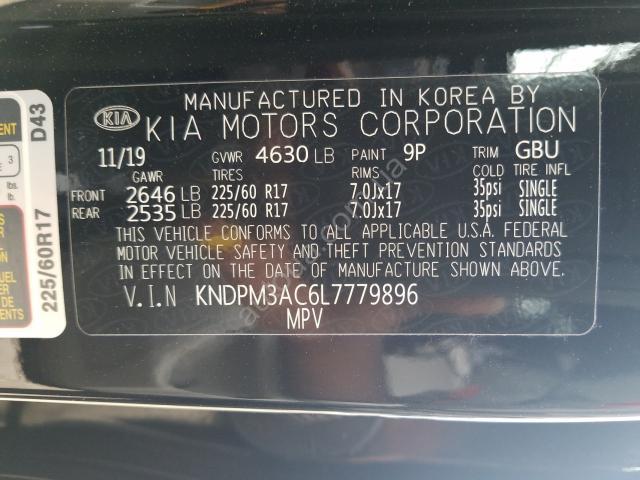 MANUFACTURED IN KOREA BY
KIA KIA MOTORS CORPORATION
11/19 GVWR 4630 LB PAINT 9P TRIM GBU
GAWR TIRES RIMS COLD TIRE INFL
FRONT 2646 LB 225/60 R17 7.0Jx17 35psi SINGLE
REAR 2535 LB 225/60 R17 7.0Jx17 35psi SINGLE
THIS VEHICLE CONFORMS TO ALL APPLICABLE U.S.A. FEDERAL
MOTOR VEHICLE SAFETY AND THEFT PREVENTION STANDARDS
IN EFFECT ON THE DATE OF MANUFACTURE SHOWN ABOVE.
V.I.N KNDPM3AC6L7779896
MPV
D43
225/60R17
3
lbs.
lb.